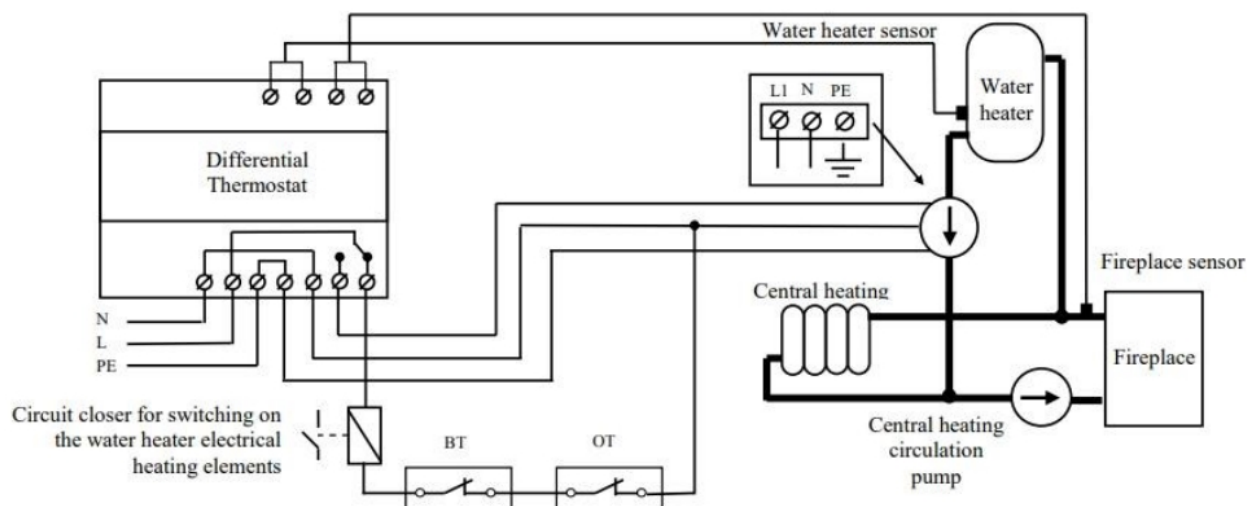 Water heater sensor
L1 N PE
Water
heater
Differential
Thermostat
Fireplace sensor
Central heating
N
L
PE
Fireplace
Circuit closer for switching on
the water heater electrical
heating elements
BT
OT
Central heating
circulation
pump